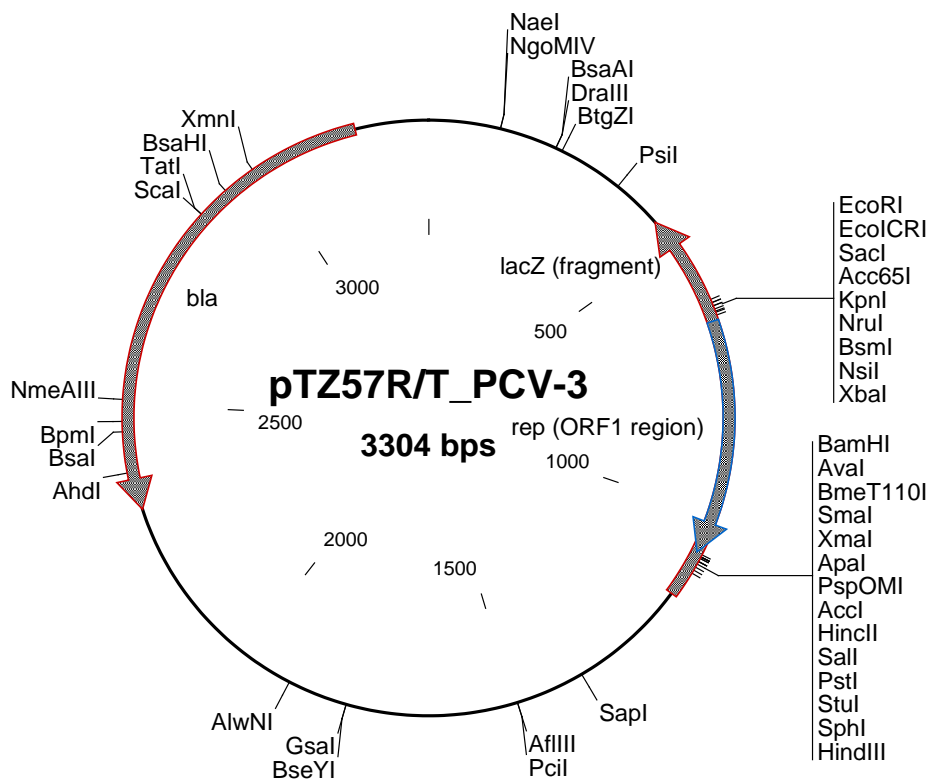 NaeI
NgoMIV
BsaAI
DraIII
BtgZI
PsiI
XmnI
BsaHI
TatI
ScaI
EcoRI
EcoICRI
SacI
Acc65I
KpnI
NruI
BsmI
NsiI
XbaI
lacZ (fragment)
3000
bla
500
pTZ57R/T_PCV-3
NmeAIII
2500
rep (ORF1 region)
3304 bps
BpmI
BsaI
AhdI
1000
BamHI
AvaI
BmeT110I
SmaI
XmaI
ApaI
PspOMI
AccI
HincII
SalI
PstI
StuI
SphI
HindIII
2000
1500
SapI
AlwNI
GsaI
BseYI
AflIII
PciI